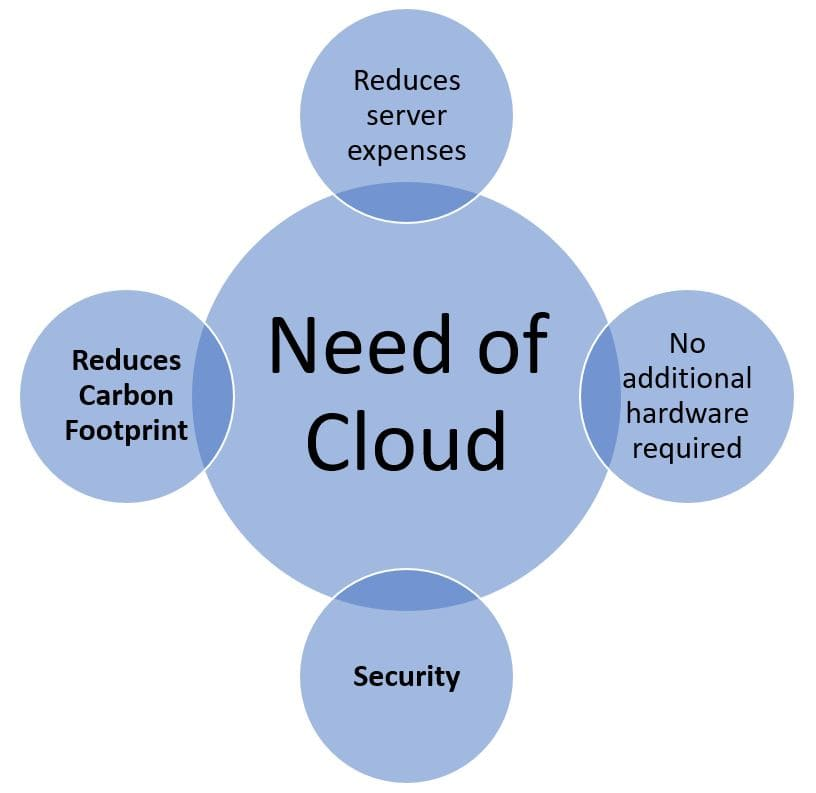 Reduces
server
expenses
Need of
Cloud
Reduces
Carbon
Footprint
No
additional
hardware
required
Security